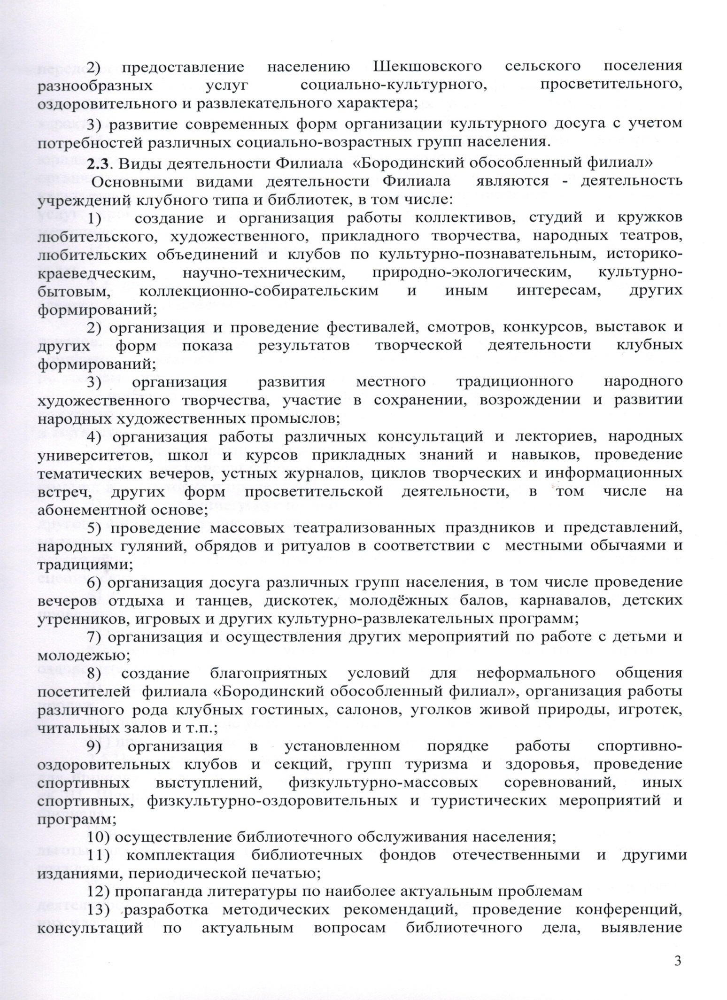 2) предоставление населению Шекшовского сельского поселения
разнообразных услуг социально-культурного, просветительного,
оздоровительного и развлекательного характера;
3) развитие современных форм организации культурного досуга с учетом
потребностей различных социально-возрастных групп населения.
2.3. Виды деятельности Филиала «Бородинский обособленный филиал»
Основными видами деятельности Филиала являются - деятельность
учреждений клубного типа и библиотек, в том числе:
1) создание и организация работы коллективов, студий и кружков
любительского, художественного, прикладного творчества, народных театров,
любительских объединений и клубов по культурно-познавательным, историко-
краеведческим, научно-техническим, природно-экологическим, культурно-
бытовым, коллекционно-собирательским и иным интересам, других
формирований;
2) организация и проведение фестивалей, смотров, конкурсов, выставок и
других форм показа результатов творческой деятельности клубных
формирований;
3) организация развития местного традиционного народного
художественного творчества, участие в сохранении, возрождении и развитии
народных художественных промыслов;
4) организация работы различных консультаций и лекториев, народных
университетов, школ и курсов прикладных знаний и навыков, проведение
тематических вечеров, устных журналов, циклов творческих и информационных
встреч, других форм просветительской деятельности, в том числе на
абонементной основе;
5) проведение массовых театрализованных праздников и представлений,
народных гуляний, обрядов и ритуалов в соответствии с местными обычаями и
традициями;
6) организация досуга различных групп населения, в том числе проведение
вечеров отдыха и танцев, дискотек, молодёжных балов, карнавалов, детских
утренников, игровых и других культурно-развлекательных программ;
7) организация и осуществления других мероприятий по работе с детьми и
молодежью;
8) создание благоприятных условий для неформального общения
посетителей филиала «Бородинский обособленный филиал», организация работы
различного рода клубных гостиных, салонов, уголков живой природы, игротек,
читальных залов и т.п.;
9) организация в установленном порядке работы спортивно-
оздоровительных клубов и секций, групп туризма и здоровья, проведение
спортивных выступлений, физкультурно-массовых соревнований, иных
спортивных, физкультурно-оздоровительных и туристических мероприятий и
программ;
10) осуществление библиотечного обслуживания населения;
11) комплектация библиотечных фондов отечественными и другими
изданиями, периодической печатью;
12) пропаганда литературы по наиболее актуальным проблемам
13) разработка методических рекомендаций, проведение конференций,
консультаций по актуальным вопросам библиотечного дела, выявление
3